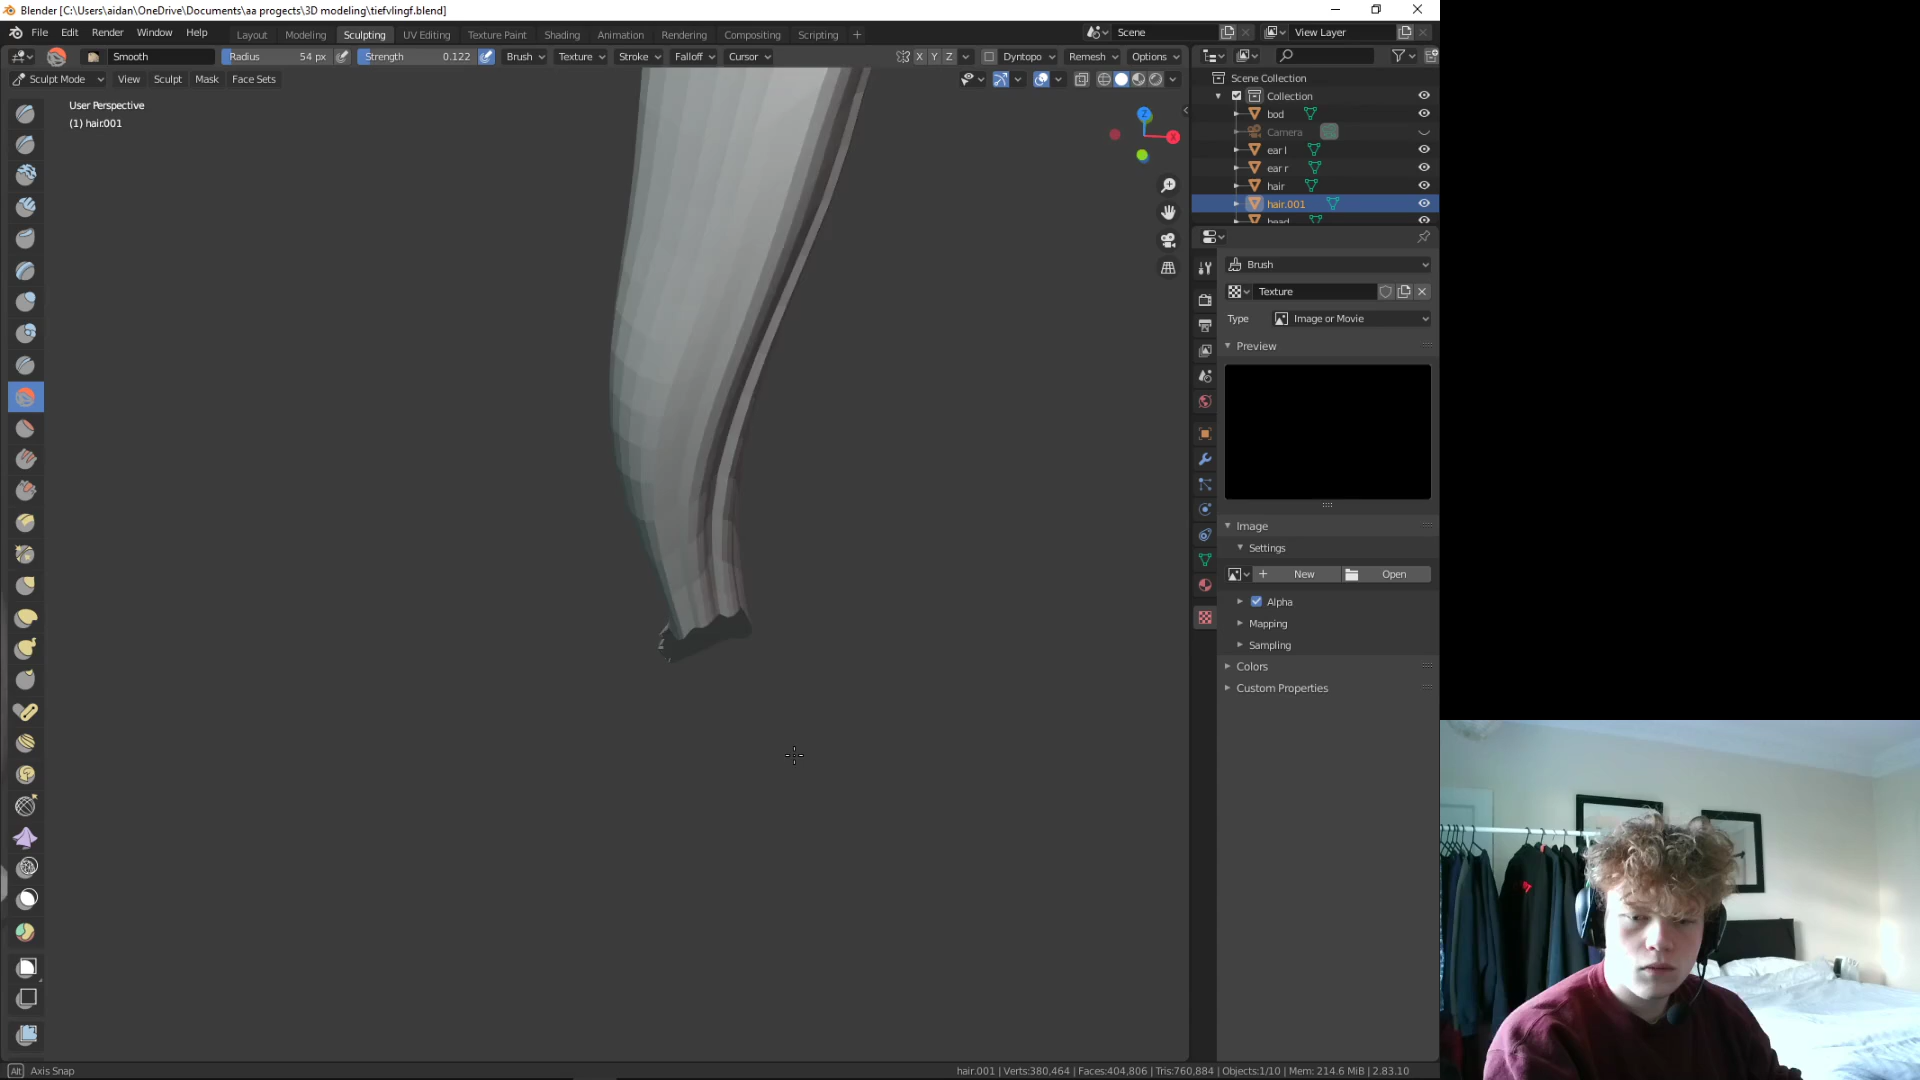 Blender [C:\Users\aidan\OneDrive\Documents\aa progects\3D modeling\tiefvlingf.blend]
File Edit Render Window Help Layout Modeling Sculpting UV Editing Texture Paint Shading Animation Rendering Compositing Scripting + Scene View Layer
Smooth Radius 54 px Strength 0.122 Brush Texture Stroke Falloff Cursor X Y Z Dyntopo Remesh Options
Sculpt Mode View Sculpt Mask Face Sets
Scene Collection
User Perspective
(1) hair.001
Collection
bod
Camera
ear l
ear r
hair
hair.001
head
Z
X
Brush
Texture
Type Image or Movie
Preview
Image
Settings
New Open
Alpha
Mapping
Sampling
Colors
Custom Properties
Alt Axis Snap
hair.001 | Verts:380,464 | Faces:404,806 | Tris:760,884 | Objects:1/10 | Mem: 214.6 MiB | 2.83.10